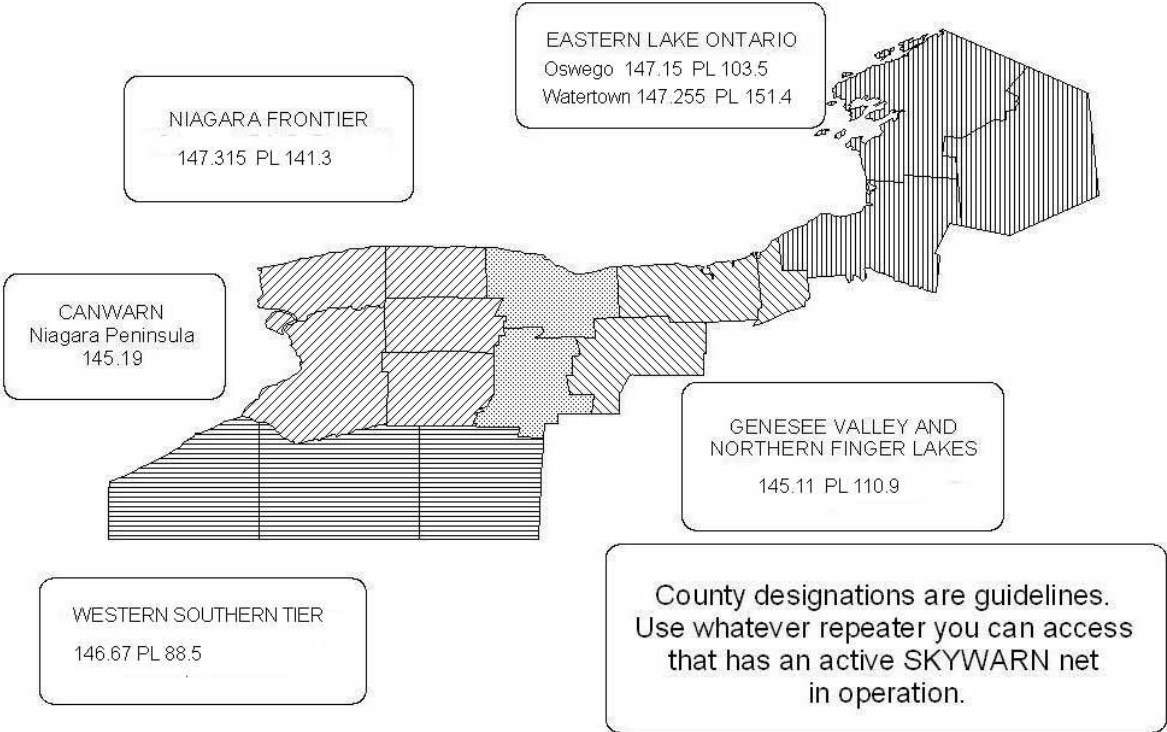 EASTERN LAKE ONTARIO
Oswego 147.15 PL 103.5
Watertown 147.255 PL 151.4
NIAGARA FRONTIER
147.315 PL 141.3
CANWARN
Niagara Peninsula
145.19
GENESEE VALLEY AND
NORTHERN FINGER LAKES
145.11 PL 110.9
WESTERN SOUTHERN TIER
146.67 PL 88.5
County designations are guidelines.
Use whatever repeater you can access
that has an active SKYWARN net
in operation.